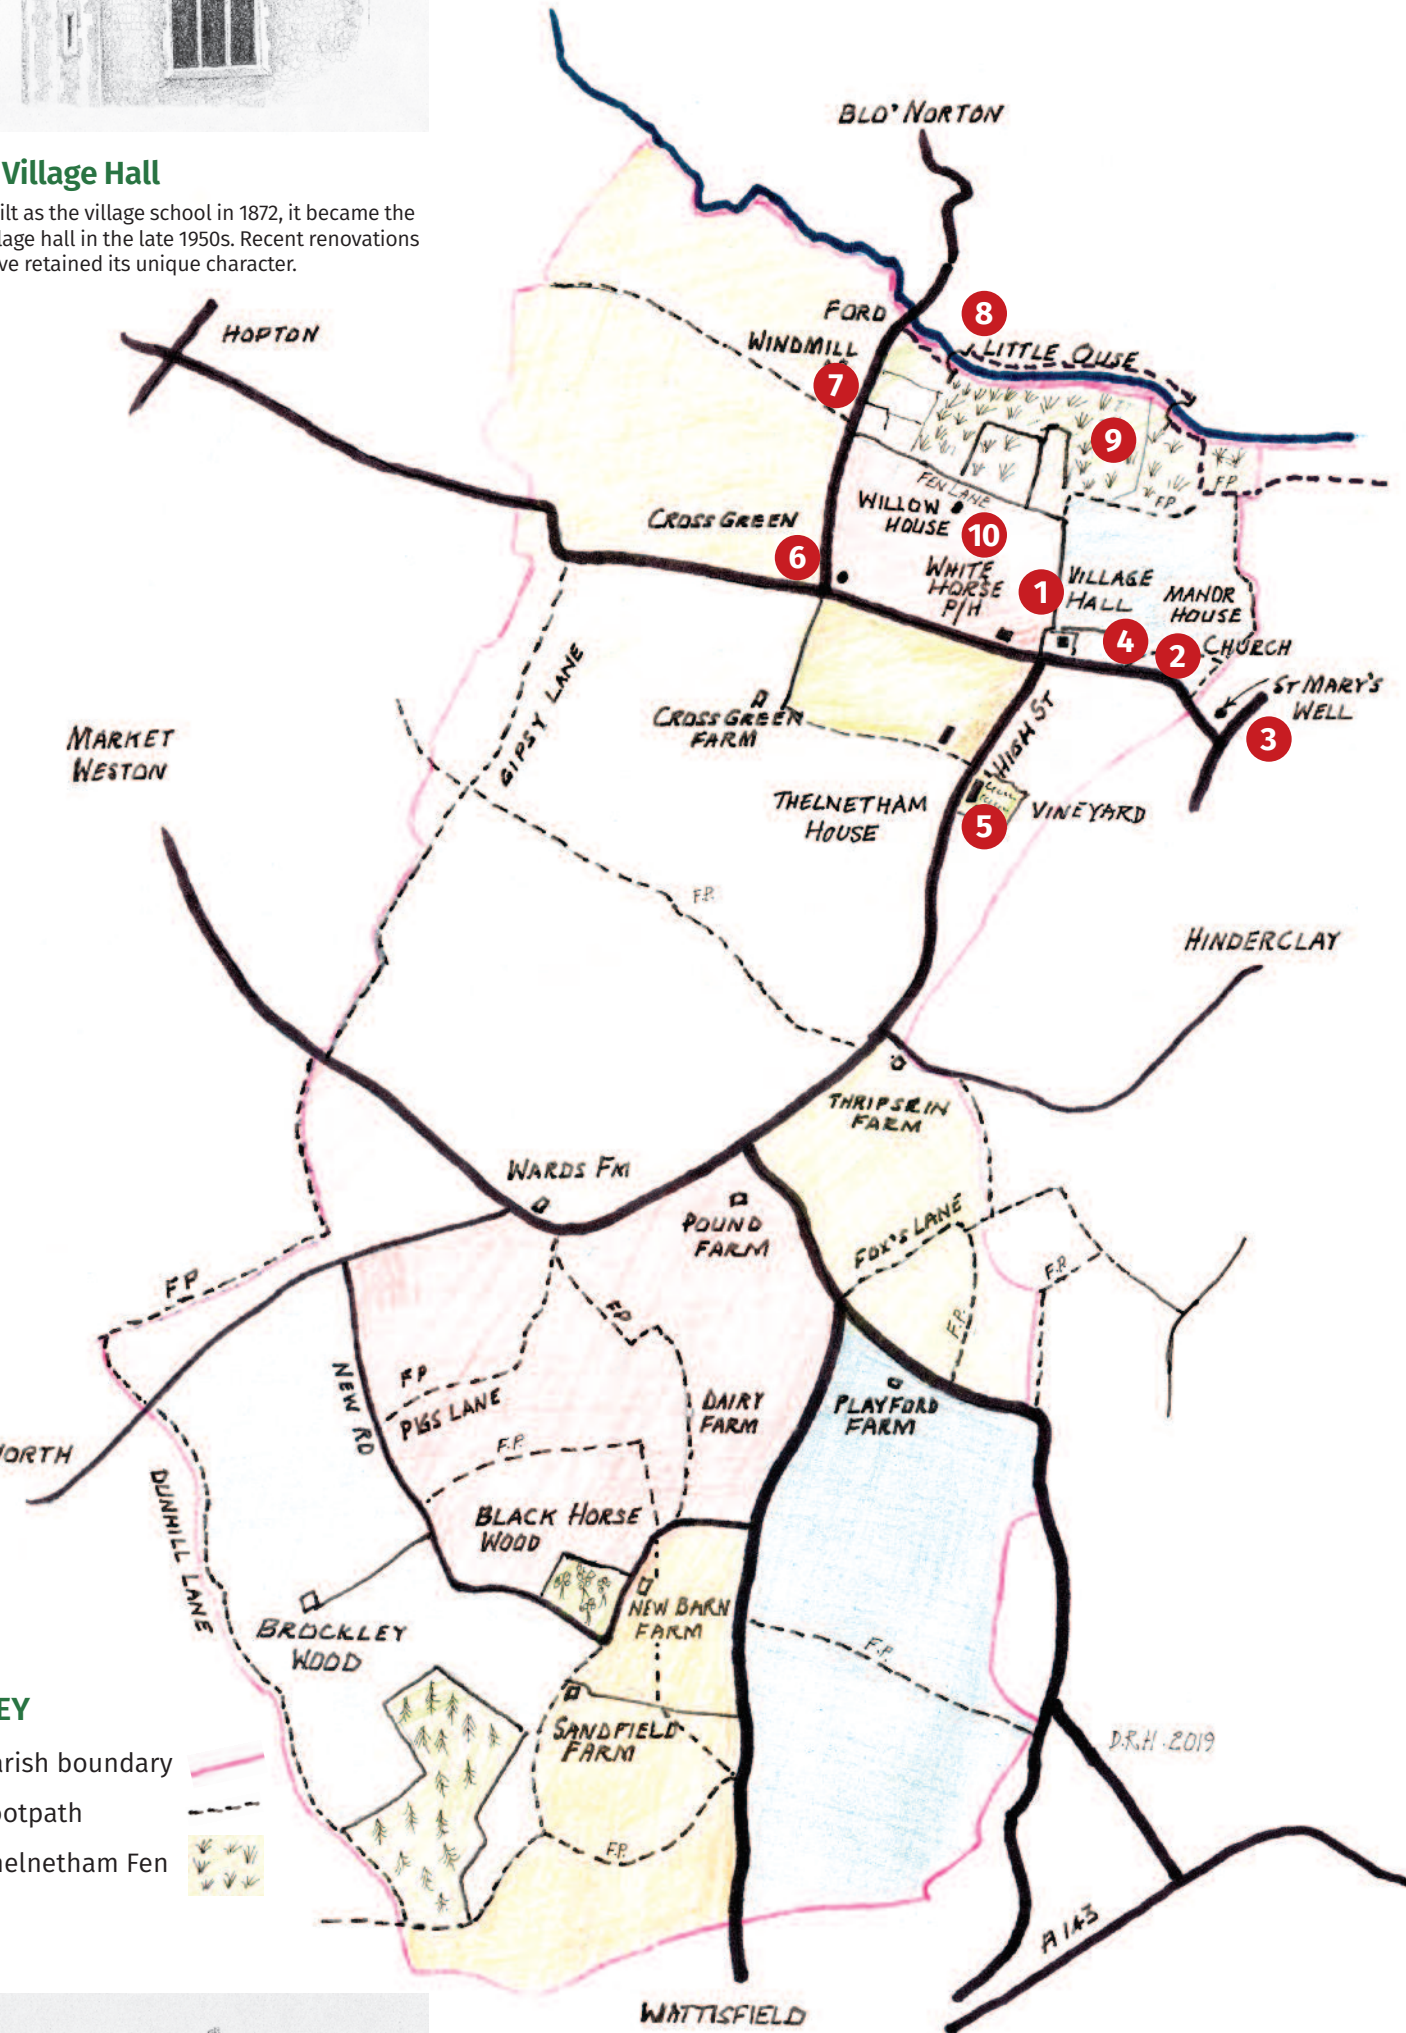 Village Hall
ilt as the village school in 1872, it became the
lage hall in the late 1950s. Recent renovations
ve retained its unique character.
BLO' NORTON
HOPTON
FORD
8
WINDMILL
LITTLE OUSE
7
9
FEN LANE
F.P.
FP
WILLOW
HOUSE
CROSS GREEN
10
6
WHITE
HORSE
P/H
1
VILLAGE
HALL
MANOR
HOUSE
4
2
CHURCH
ST MARY'S
WELL
3
GIPSY LANE
CROSS GREEN
FARM
HIGH ST
MARKET
WESTON
THELNETHAM
HOUSE
5
VINEYARD
F.P.
HINDERCLAY
THRIPSKIN
FARM
WARDS FM
POUND
FARM
FOX'S LANE
F.P.
F.P.
FP
FP
NEW RD
FP
PIGS LANE
DAIRY
FARM
PLAYFORD
FARM
F.P.
ORTH
DUNHILL LANE
BLACK HORSE
WOOD
NEW BARN
FARM
BROCKLEY
WOOD
F.P.
SANDFIELD
FARM
F.P.
EY
arish boundary
ootpath
helnetham Fen
D.R.H. 2019
A143
WATTISFIELD